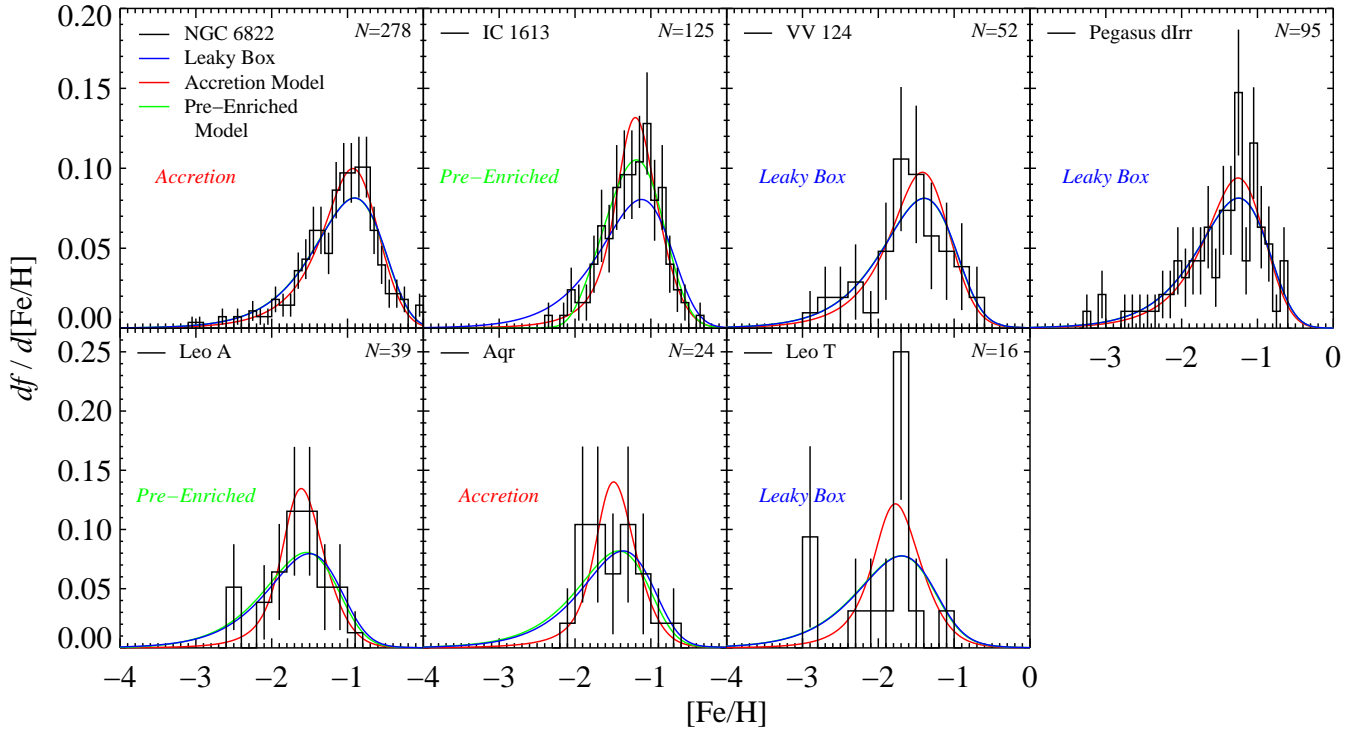 NGC 6822
N=278
Leaky Box
Accretion Model
Pre−Enriched
Model
Accretion
IC 1613
N=125
Pre−Enriched
VV 124
N=52
Leaky Box
Pegasus dIrr
N=95
Leaky Box
0.20
0.15
0.10
0.05
0.00
−3
−2
−1
0
Leo A
N=39
Pre−Enriched
Aqr
N=24
Accretion
Leo T
N=16
Leaky Box
0.25
0.20
0.15
0.10
0.05
0.00
−4
−3
−2
−1
−4
−3
−2
−1
−4
−3
−2
−1
0
df / d[Fe/H]
[Fe/H]